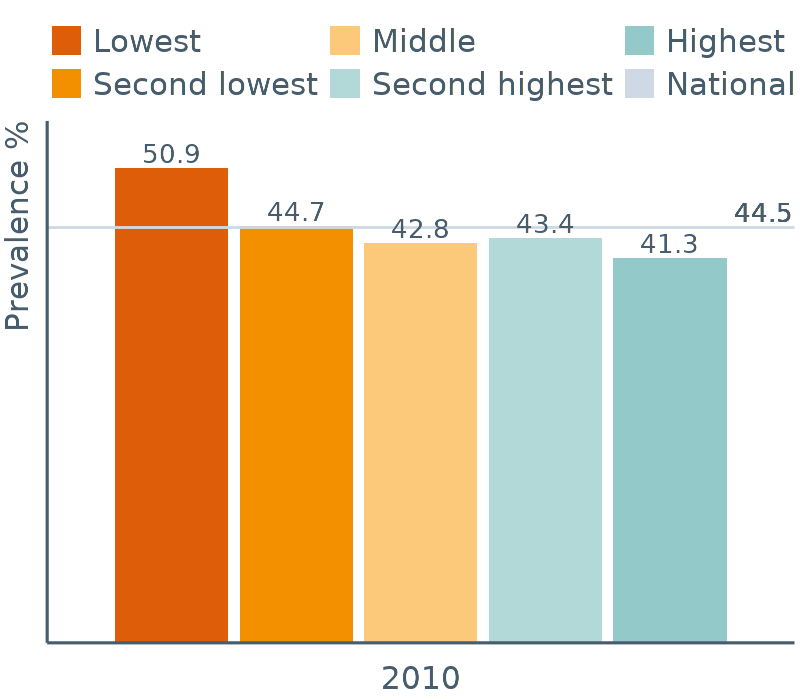 Lowest
Middle
Highest
Second lowest
Second highest
National
Prevalence %
50.9
44.7
42.8
43.4
41.3
44.5
2010